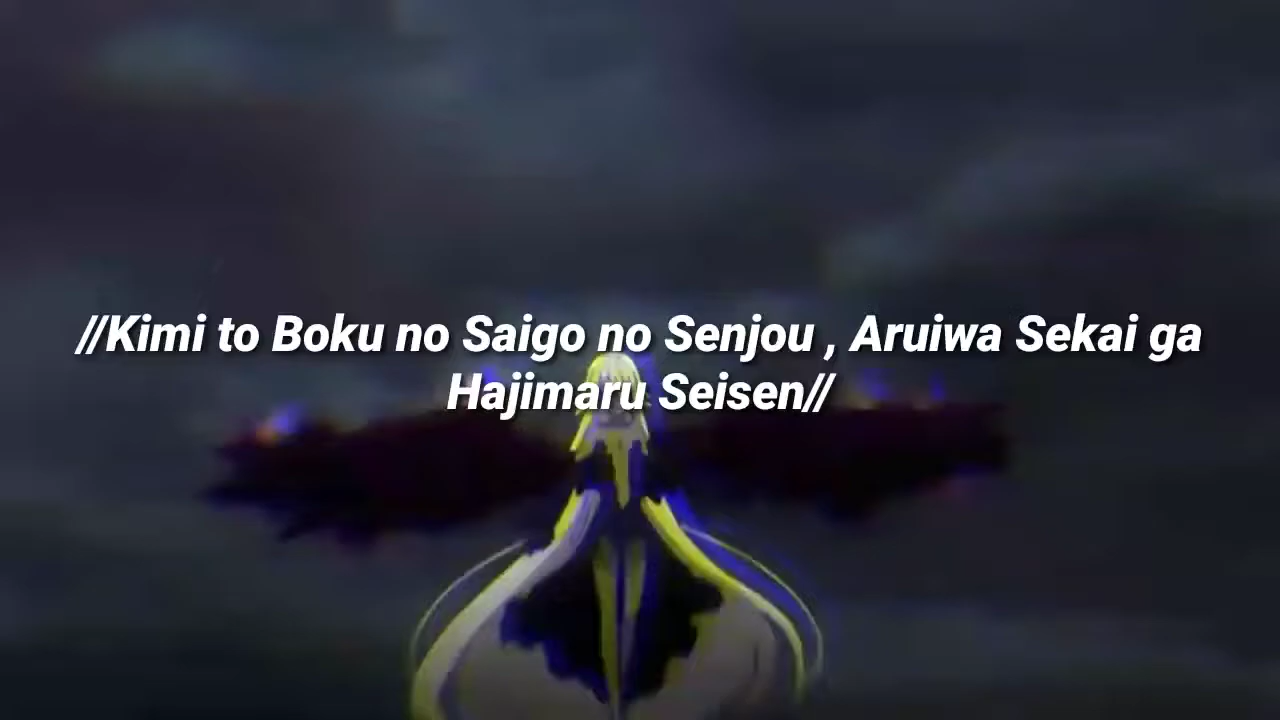 //Kimi to Boku no Saigo no Senjou , Aruiwa Sekai ga
Hajimaru Seisen//